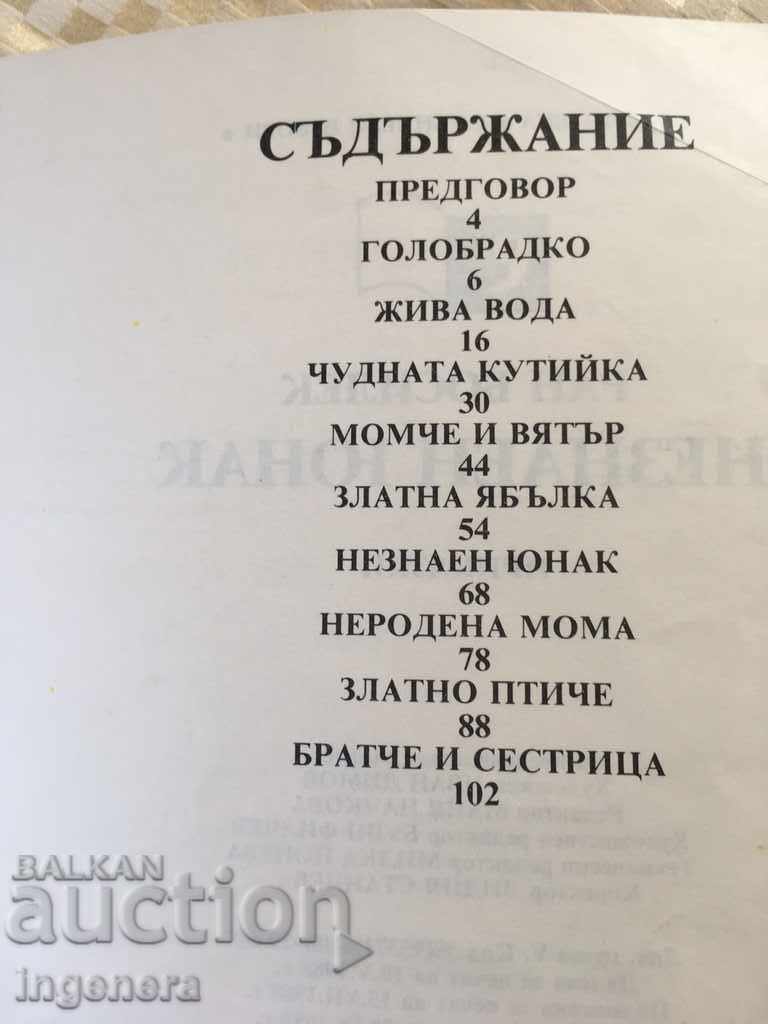 СЪДЪРЖАНИЕ
ПРЕДГОВОР
4
ГОЛОБРАДКО
6
ЖИВА ВОДА
16
ЧУДНАТА КУТИЙКА
30
МОМЧЕ И ВЯТЪР
44
ЗЛАТНА ЯБЪЛКА
54
НЕЗНАЕН ЮНАК
68
НЕРОДЕНА МОМА
78
ЗЛАТНО ПТИЧЕ
88
БРАТЧЕ И СЕСТРИЦА
102
BALKAN
auction
ingenera